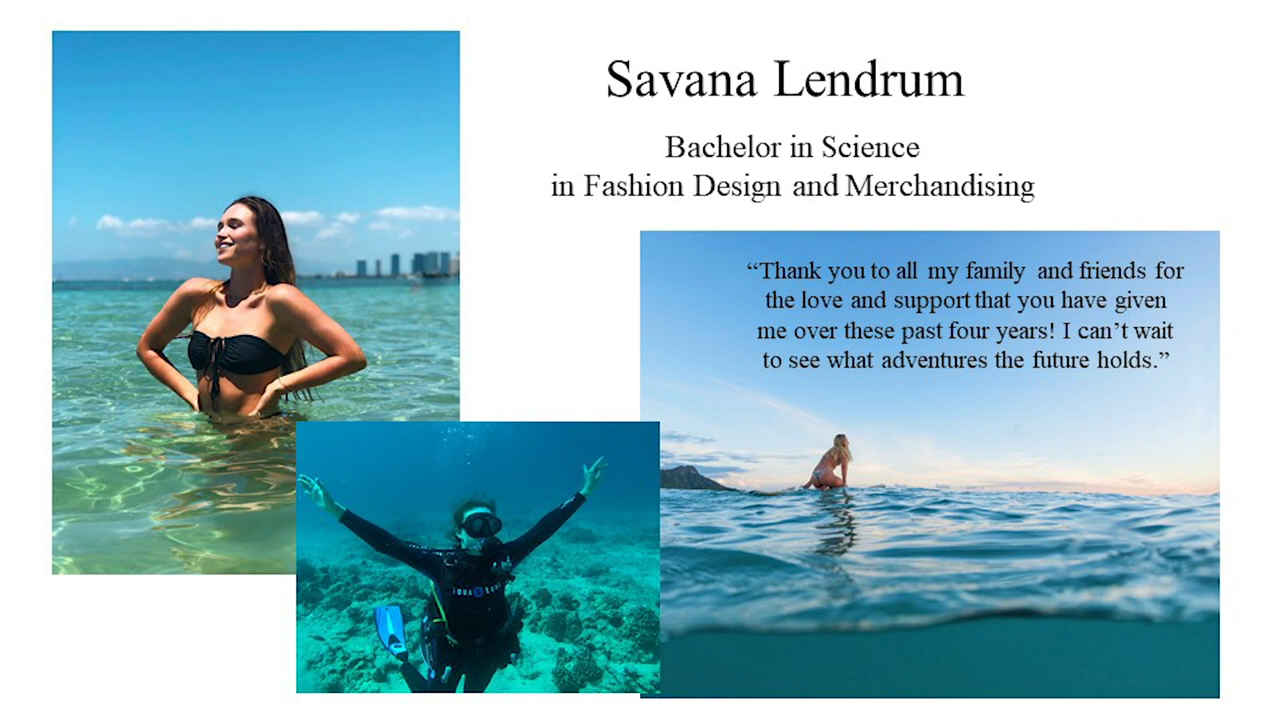 Savana Lendrum
Bachelor in Science
in Fashion Design and Merchandising
“Thank you to all my family and friends for
the love and support that you have given
me over these past four years! I can’t wait
to see what adventures the future holds.”